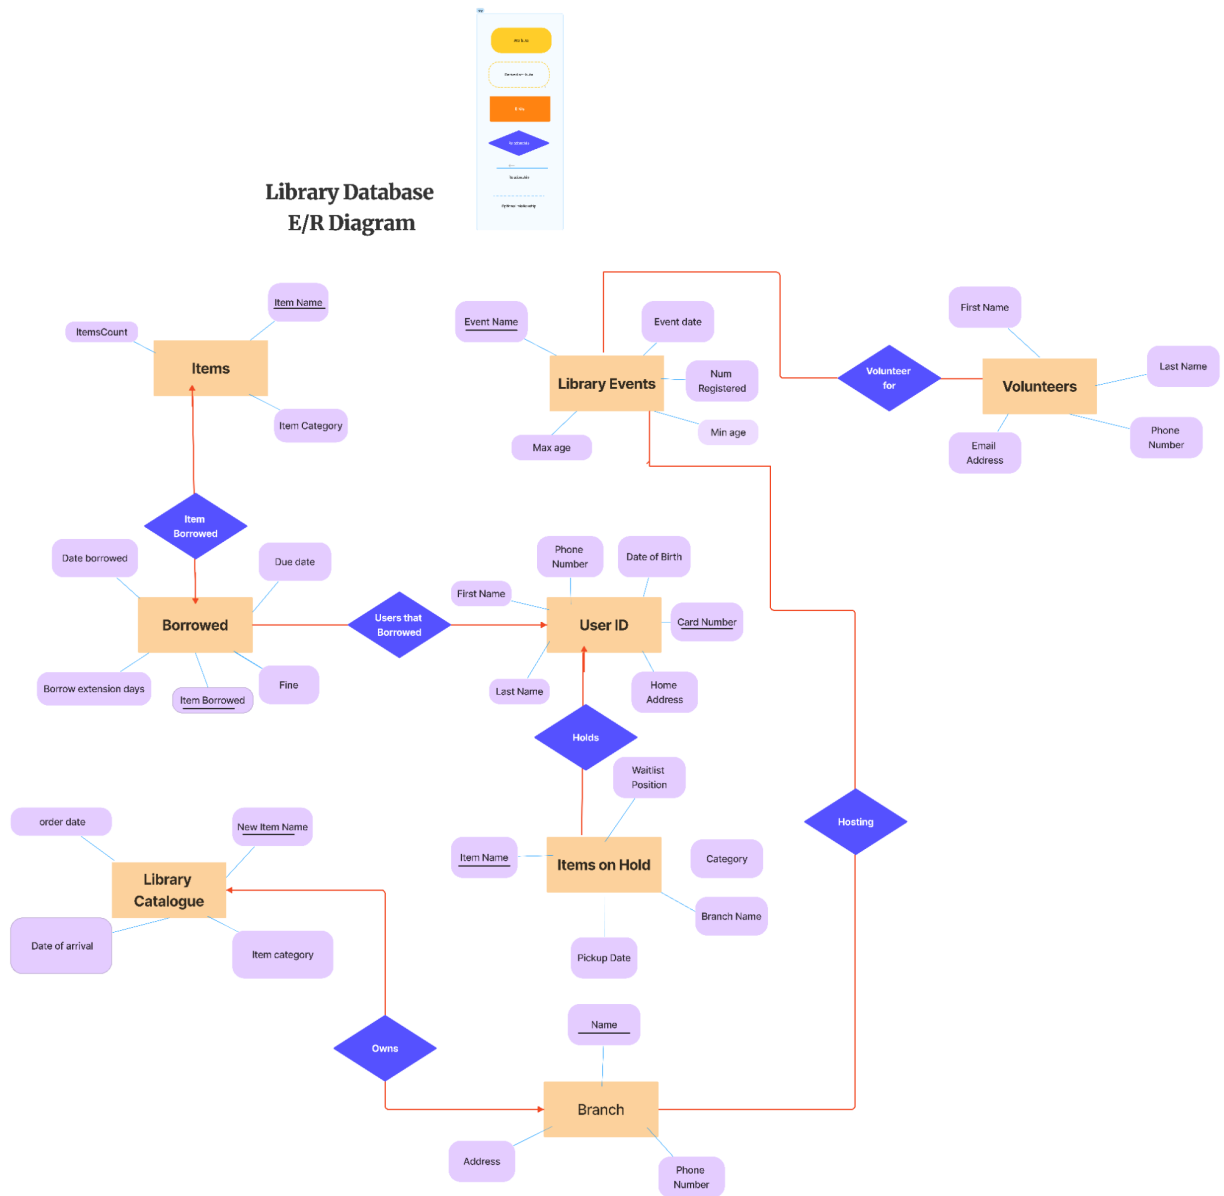 Library Database
E/R Diagram
Item Name
ItemsCount
Items
Item Category
Event Name
Event date
Library Events
Num
Registered
Min age
Max age
Volunteer
for
First Name
Last Name
Volunteers
Email
Address
Phone
Number
Item
Borrowed
Date borrowed
Due date
Borrowed
Borrow extension days
Item Borrowed
Fine
Users that
Borrowed
Phone
Number
Date of Birth
First Name
User ID
Card Number
Last Name
Home
Address
Holds
Waitlist
Position
Item Name
Items on Hold
Category
Branch Name
Pickup Date
Hosting
order date
New Item Name
Library
Catalogue
Date of arrival
Item category
Owns
Name
Branch
Address
Phone
Number